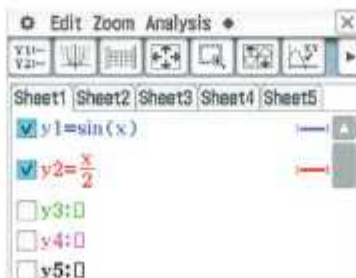 Edit Zoom Analysis
Sheet1 Sheet2 Sheet3 Sheet4 Sheet5
y1=sin(x)
y2=x/2
y3:
y4:
y5: